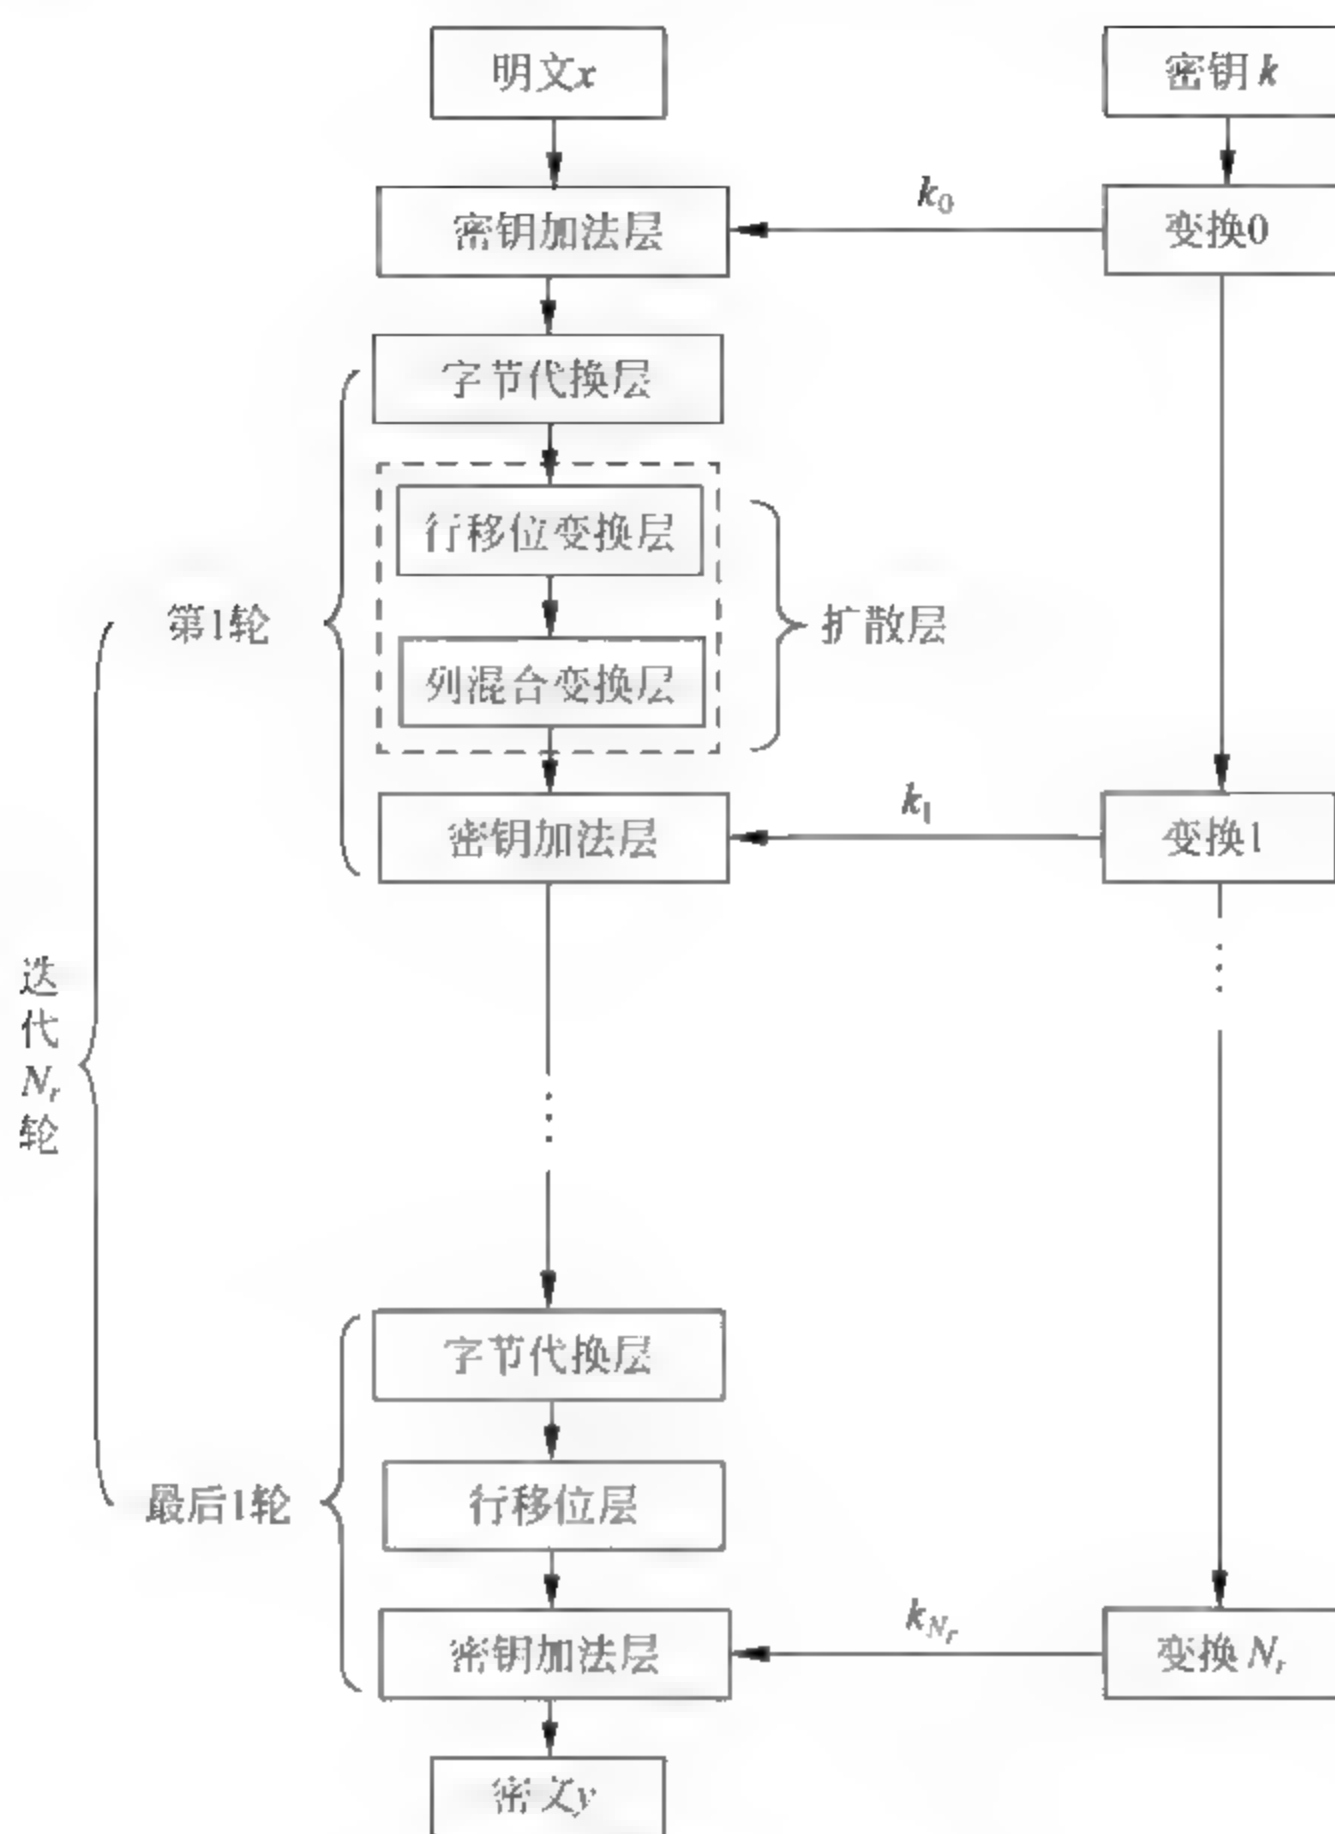 明文x
密钥k
密钥加法层
k₀
变换0
字节代换层
行移位变换层
第1轮
扩散层
列混合变换层
密钥加法层
k₁
变换1
⋮
迭
代
Nᵣ
轮
⋮
字节代换层
最后1轮
行移位层
密钥加法层
k_{Nᵣ}
变换Nᵣ
密文y